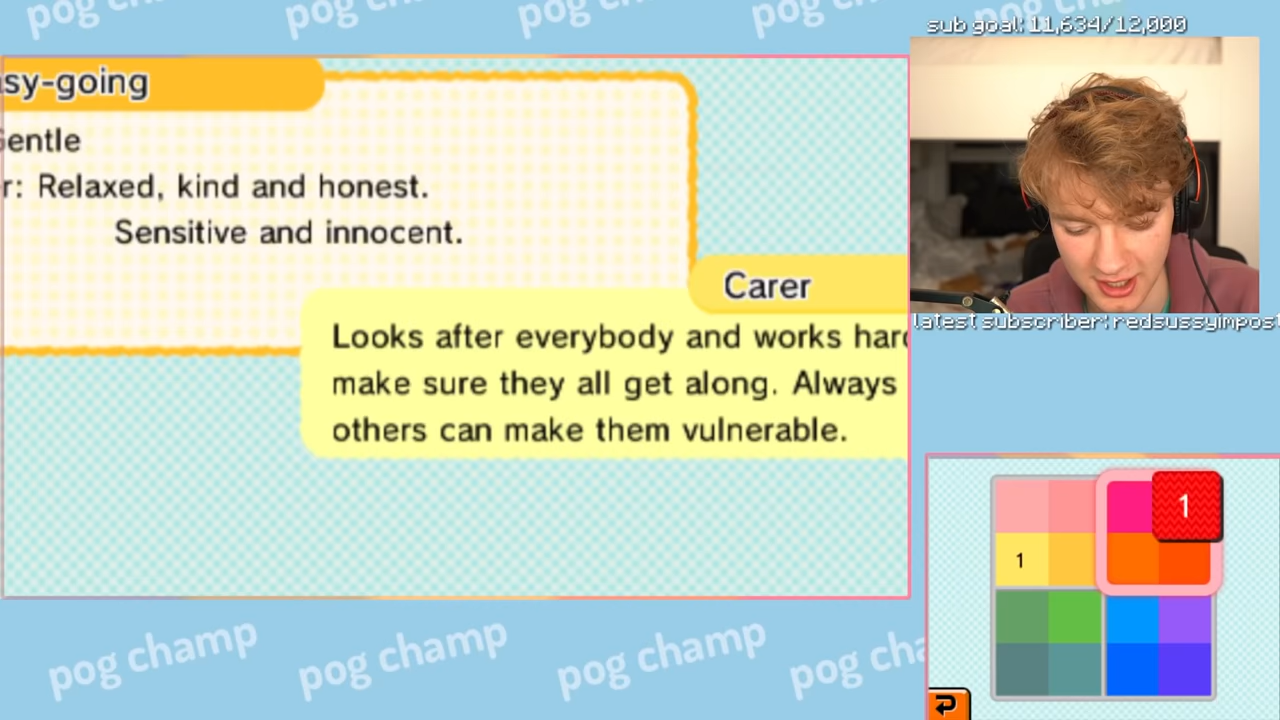 pog champ
pog champ
pog champ
pog champ
sub goal: 11,634/12,000
sy-going
Gentle
r: Relaxed, kind and honest.
Sensitive and innocent.
Carer
Looks after everybody and works hard
make sure they all get along. Always
others can make them vulnerable.
latest subscriber: redsussyimpost
1
1
pog champ
pog champ
pog champ
pog cha